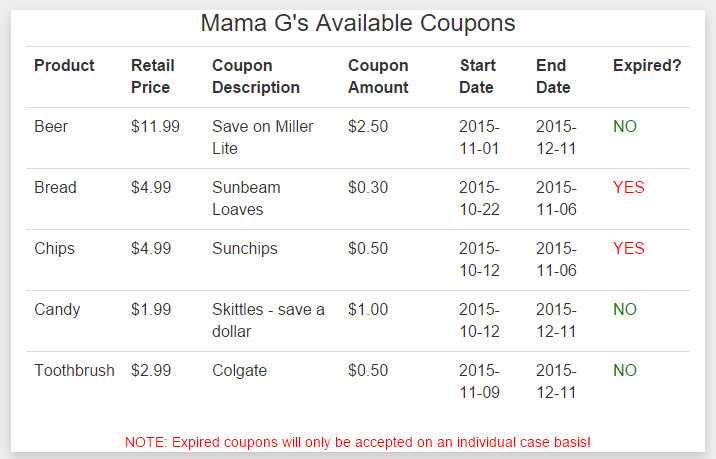 Mama G's Available Coupons
Product Retail Price Coupon Description Coupon Amount Start Date End Date Expired?
Beer $11.99 Save on Miller Lite $2.50 2015-11-01 2015-12-11 NO
Bread $4.99 Sunbeam Loaves $0.30 2015-10-22 2015-11-06 YES
Chips $4.99 Sunchips $0.50 2015-10-12 2015-11-06 YES
Candy $1.99 Skittles - save a dollar $1.00 2015-10-12 2015-12-11 NO
Toothbrush $2.99 Colgate $0.50 2015-11-09 2015-12-11 NO
NOTE: Expired coupons will only be accepted on an individual case basis!